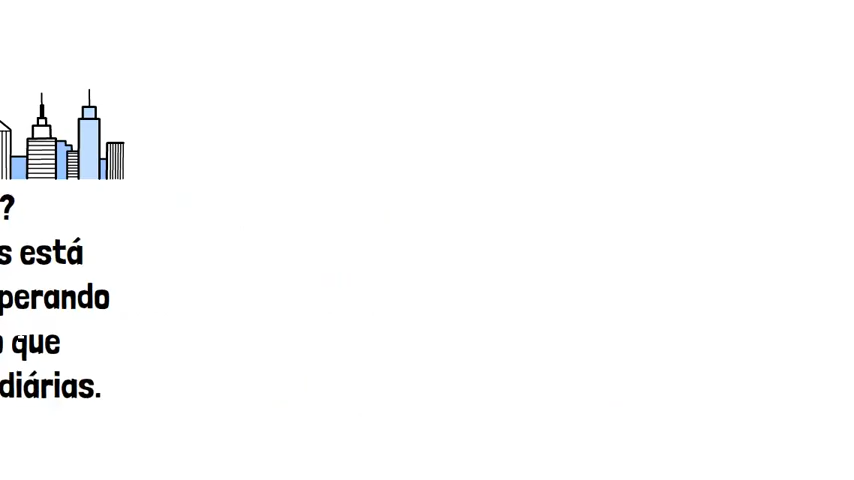 ?
s está
perando
o que
diárias.